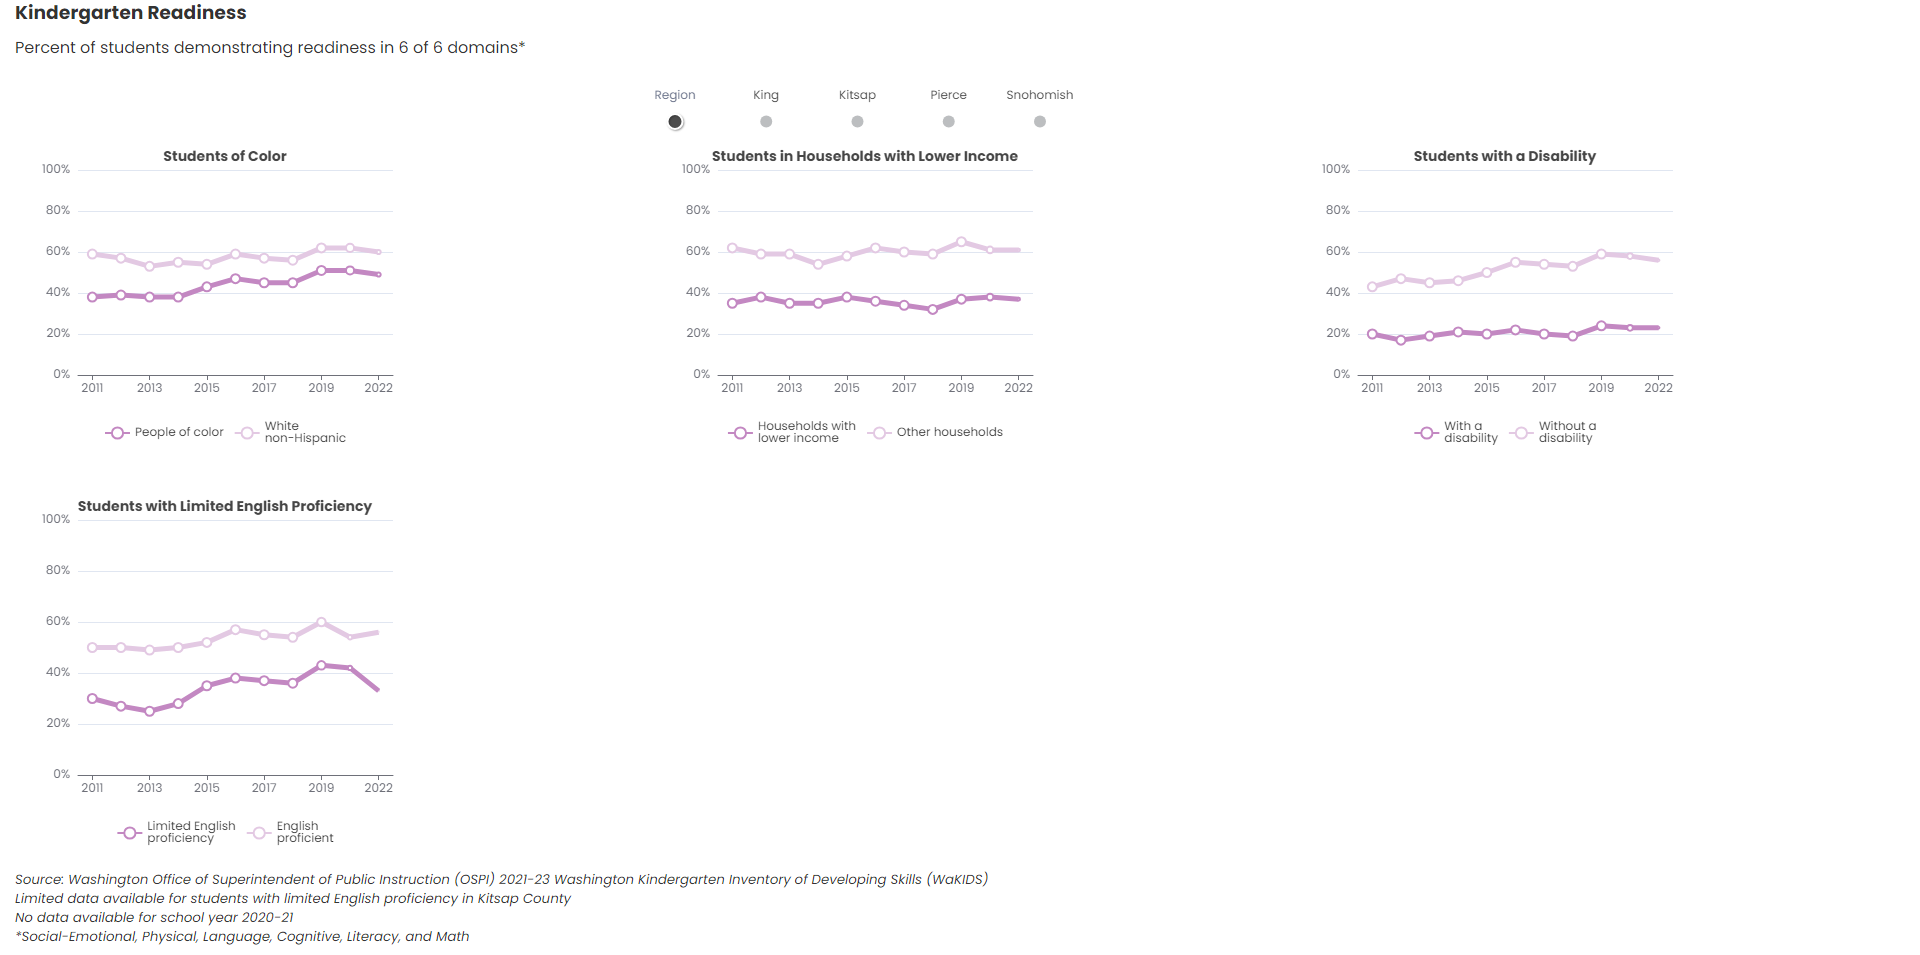 Kindergarten Readiness
Percent of students demonstrating readiness in 6 of 6 domains*
Region King Kitsap Pierce Snohomish
Students of Color
100%
80%
60%
40%
20%
0%
2011 2013 2015 2017 2019 2022
People of color
White
non-Hispanic
Students in Households with Lower Income
100%
80%
60%
40%
20%
0%
2011 2013 2015 2017 2019 2022
Households with
lower income
Other households
Students with a Disability
100%
80%
60%
40%
20%
0%
2011 2013 2015 2017 2019 2022
With a
disability
Without a
disability
Students with Limited English Proficiency
100%
80%
60%
40%
20%
0%
2011 2013 2015 2017 2019 2022
Limited English
proficiency
English
proficient
Source: Washington Office of Superintendent of Public Instruction (OSPI) 2021-23 Washington Kindergarten Inventory of Developing Skills (WaKIDS)
Limited data available for students with limited English proficiency in Kitsap County
No data available for school year 2020-21
*Social-Emotional, Physical, Language, Cognitive, Literacy, and Math